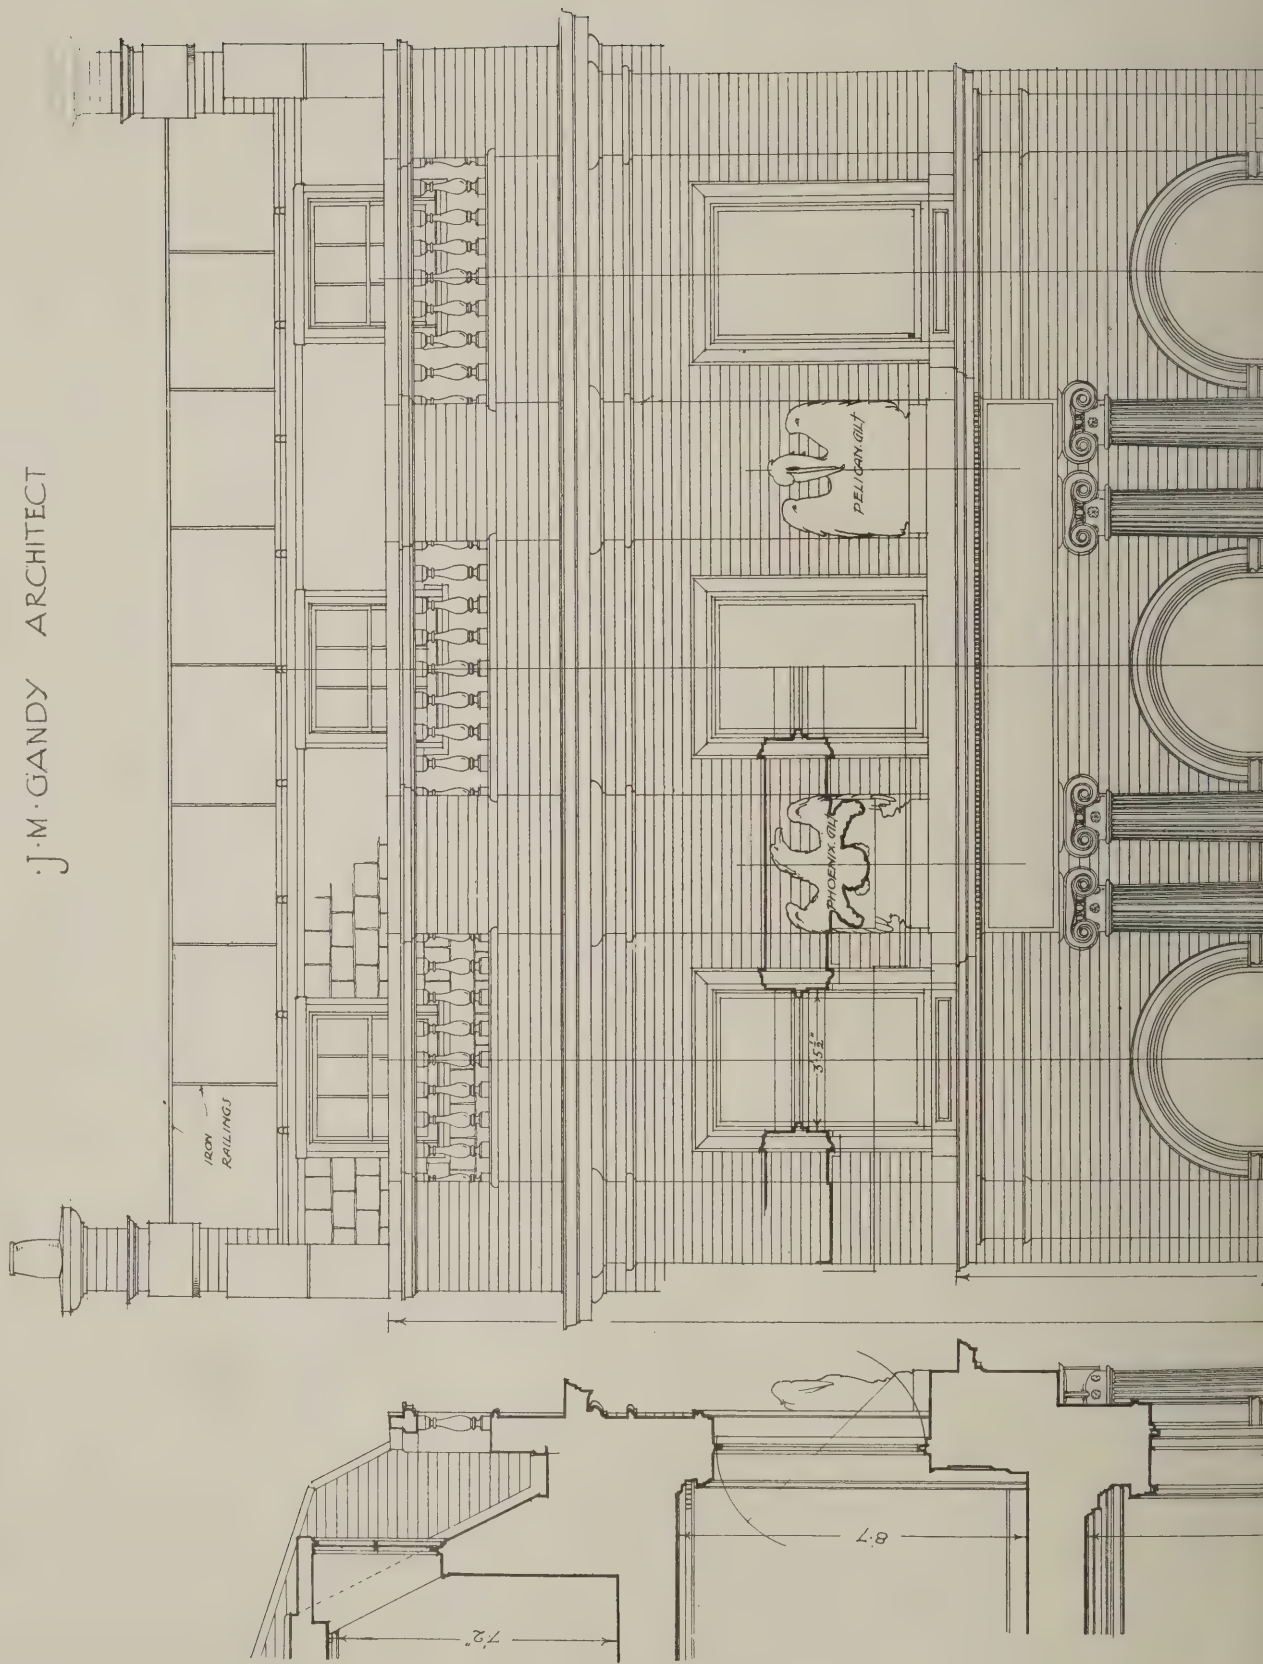 ·J·M·GANDY ARCHITECT
IRON
RAILINGS
PELICAN. GILT
PHOENIX. GILT
3'.5½"
8'.7
7'.2"